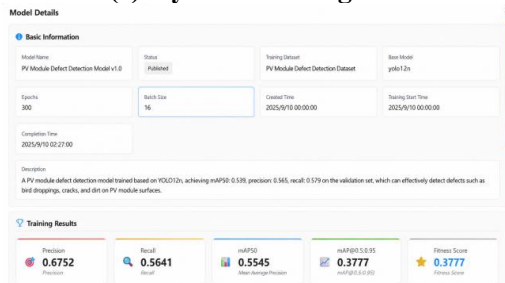 Model Details
Basic Information
Model Name
Status
Training Dataset
Base Model
PV Module Defect Detection Model v1.0
Published
PV Module Defect Detection Dataset
yolo12n
Epochs
Batch Size
Created Time
Training Start Time
300
16
2025/9/10 00:00:00
2025/9/10 00:00:00
Completion Time
2025/9/10 02:27:00
Description
A PV module defect detection model trained based on YOLO12n, achieving mAP50: 0.539, precision: 0.565, recall: 0.579 on the validation set, which can effectively detect defects such as
bird droppings, cracks, and dirt on PV module surfaces.
Training Results
Precision
Recall
mAP50
mAP@0.5:0.95
Fitness Score
0.6752
0.5641
0.5545
0.3777
0.3777
Precision
Recall
Mean Average Precision
Fitness Score